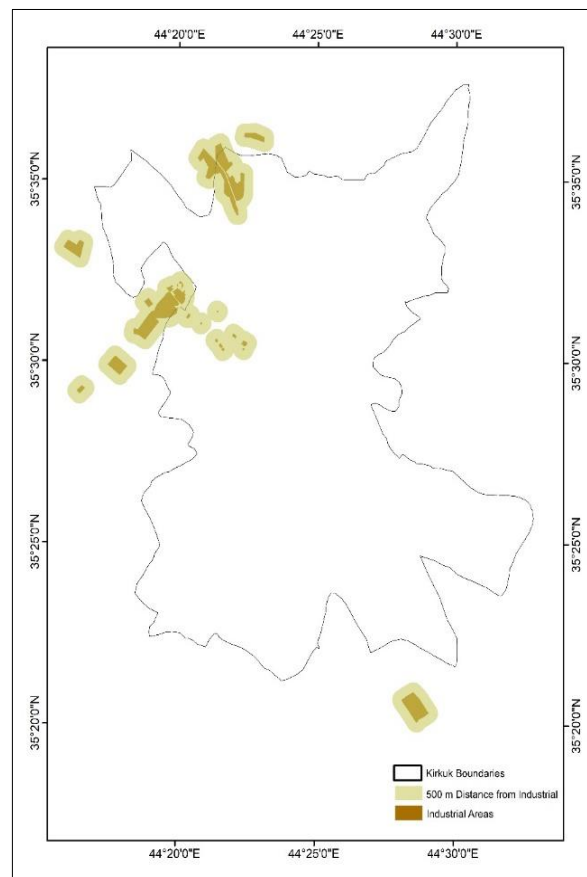 44°20'0"E 44°25'0"E 44°30'0"E
35°35'0"N 35°35'0"N
35°30'0"N 35°30'0"N
35°25'0"N 35°25'0"N
35°20'0"N 35°20'0"N
Kirkuk Boundaries
500 m Distance from Industrial
Industrial Areas
44°20'0"E 44°25'0"E 44°30'0"E